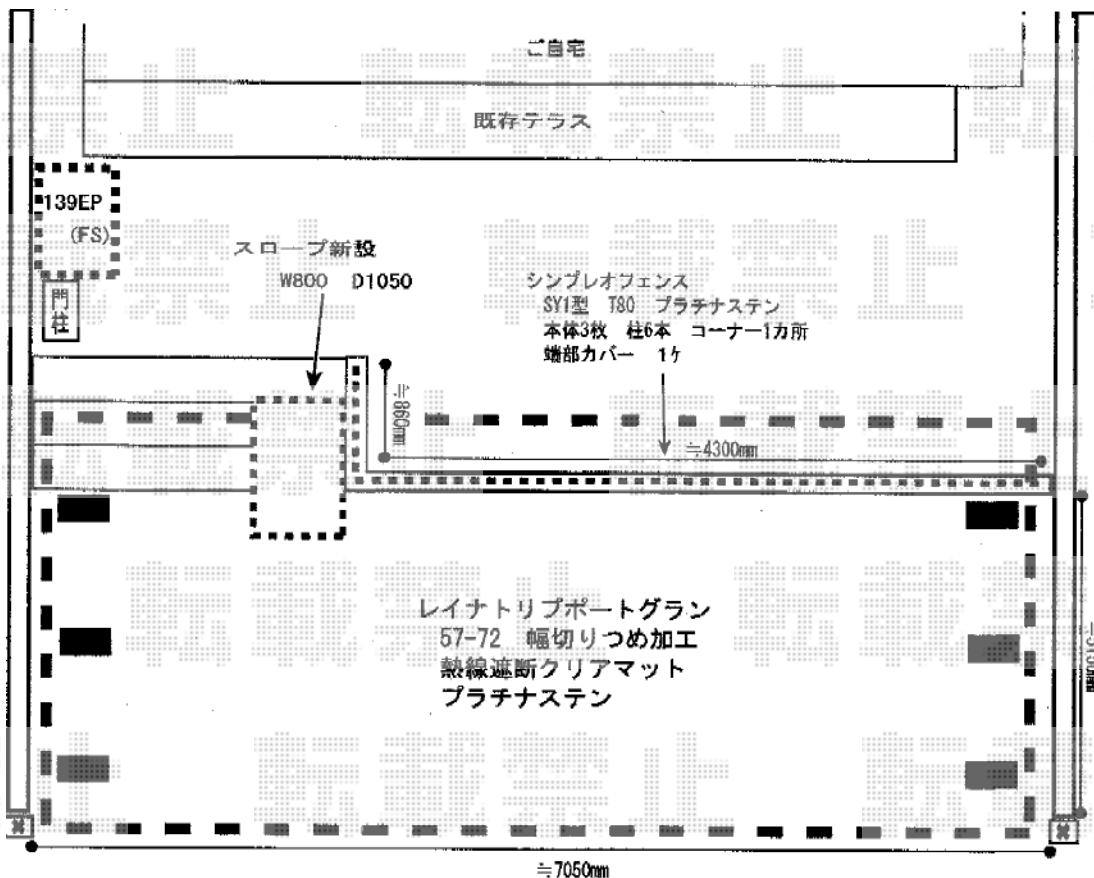 ご自宅
既存テラス
139EP
(FS)
門柱
スロープ新設
W800 D1050
シンプレオフェンス
SY1型 T80 プラチナステン
本体3枚 柱6本 コーナー1カ所
端部カバー 1ケ
≒860mm
≒4300mm
レイナトリプポートグラン
57-72 幅切りつめ加工
熱線遮断クリアマット
プラチナステン
≒7050mm
転載禁止